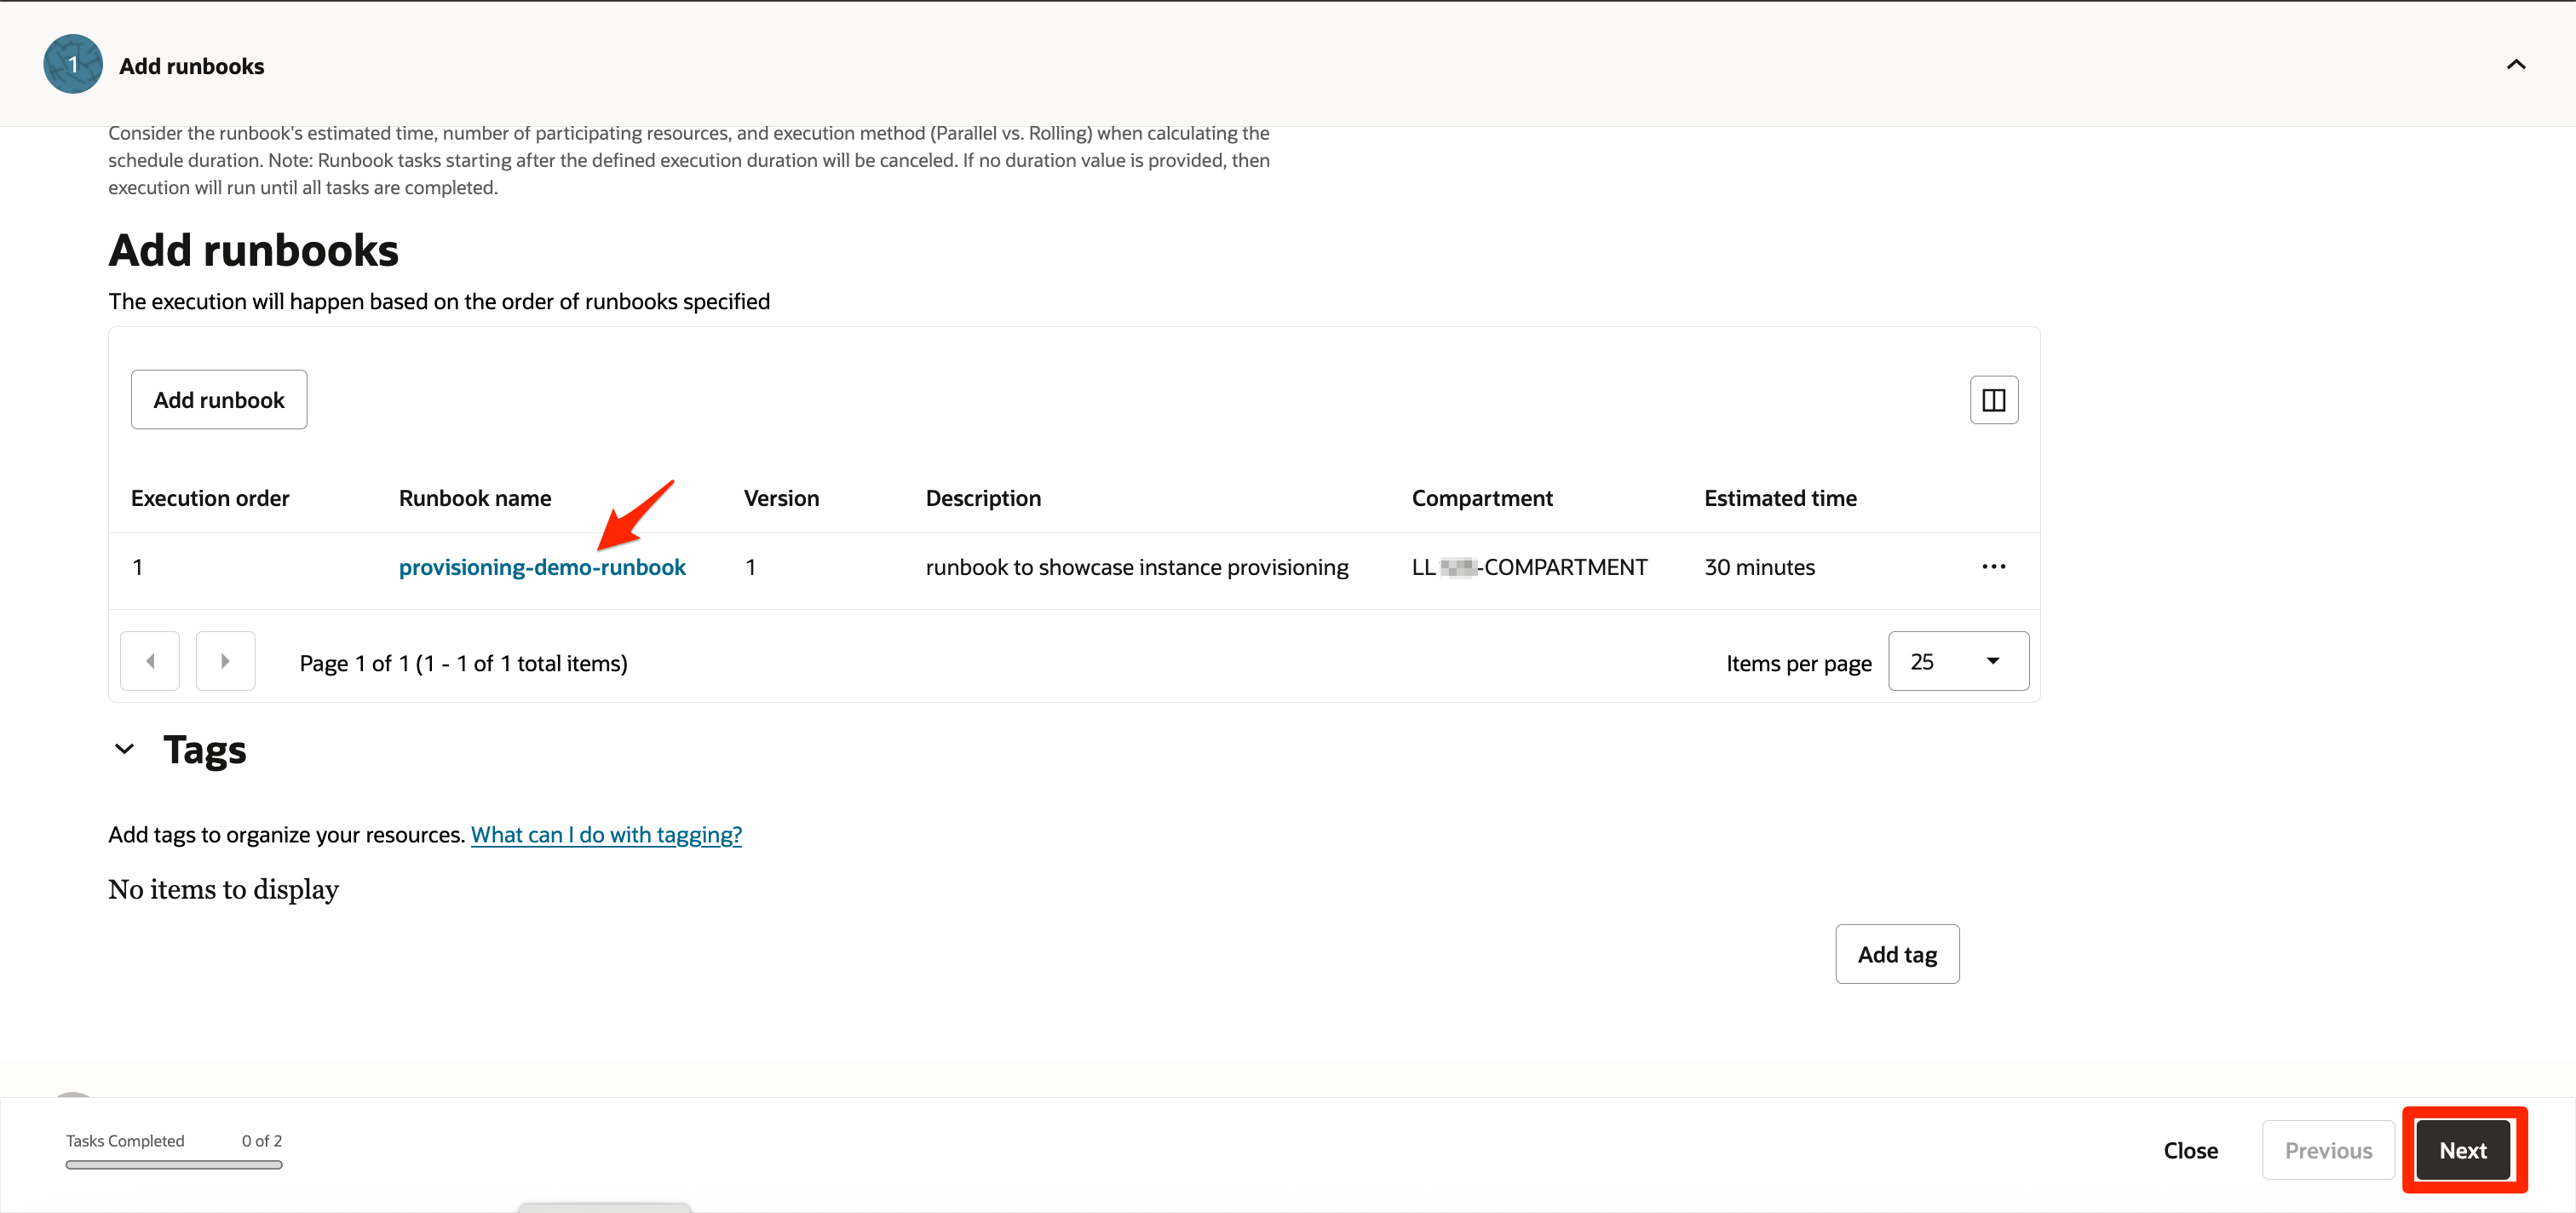 1 Add runbooks
Consider the runbook's estimated time, number of participating resources, and execution method (Parallel vs. Rolling) when calculating the
schedule duration. Note: Runbook tasks starting after the defined execution duration will be canceled. If no duration value is provided, then
execution will run until all tasks are completed.
Add runbooks
The execution will happen based on the order of runbooks specified
Add runbook
Execution order Runbook name Version Description Compartment Estimated time
1 provisioning-demo-runbook 1 runbook to showcase instance provisioning LL -COMPARTMENT 30 minutes
Page 1 of 1 (1 - 1 of 1 total items) Items per page 25
Tags
Add tags to organize your resources. What can I do with tagging?
No items to display
Add tag
Tasks Completed 0 of 2
Close Previous Next